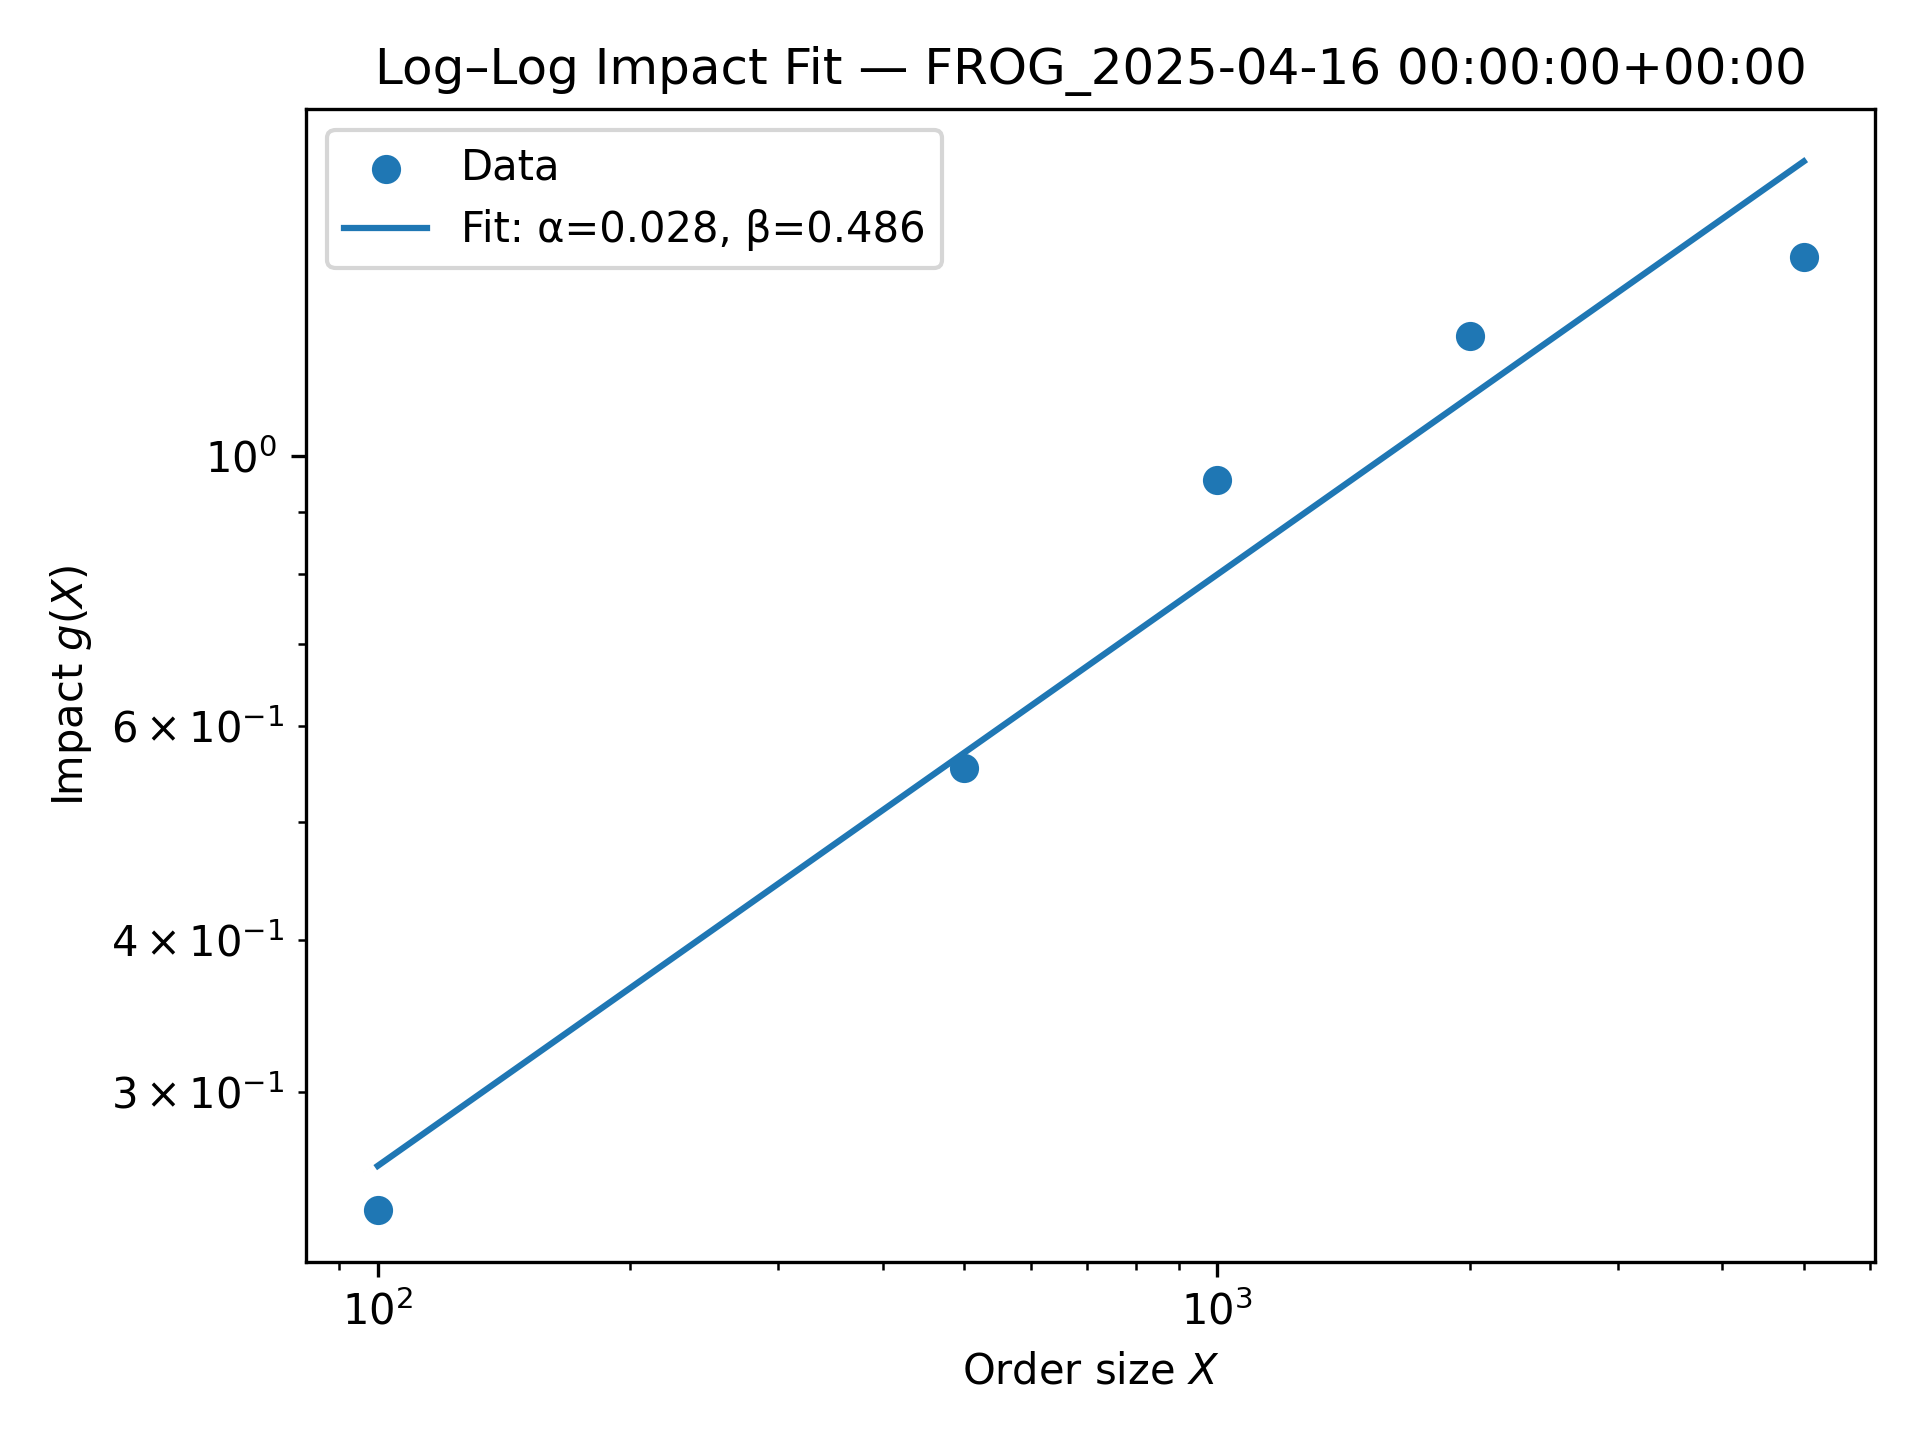 Log–Log Impact Fit — FROG_2025-04-16 00:00:00+00:00
Data
Fit: α=0.028, β=0.486
10⁰
6 × 10⁻¹
4 × 10⁻¹
3 × 10⁻¹
Impact g(X)
10² 10³
Order size X